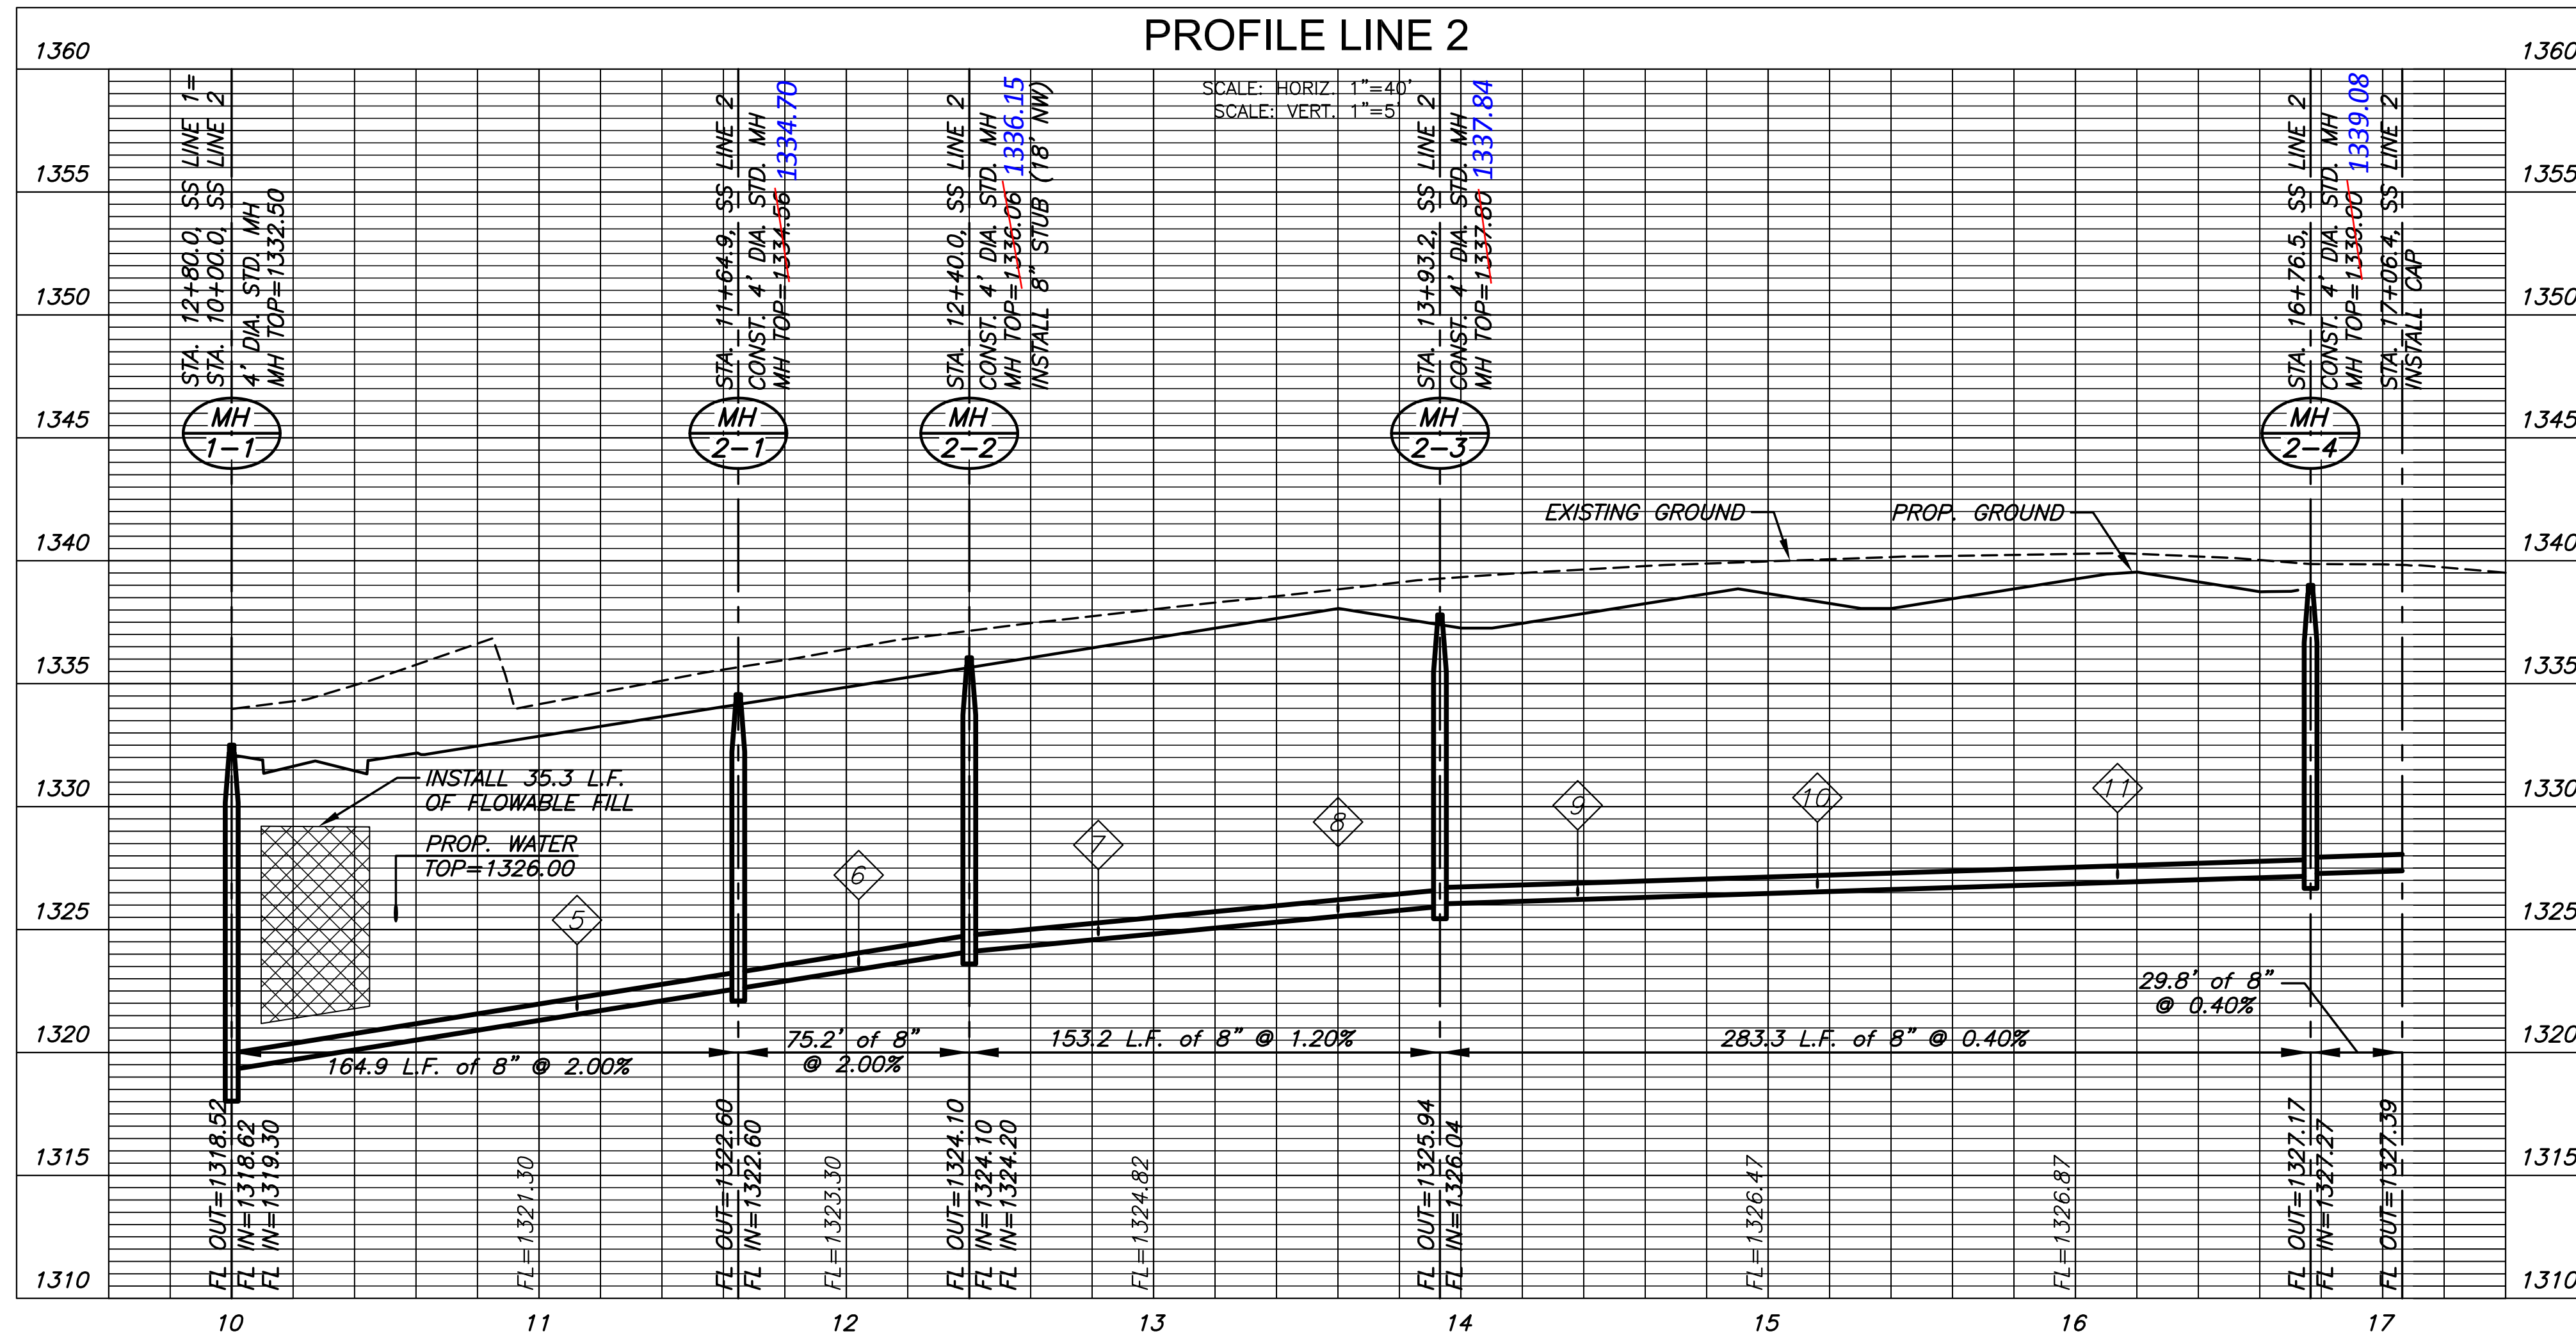 PROFILE LINE 2
SCALE: HORIZ. 1"=40'
SCALE: VERT. 1"=5'
1360
1355
1350
1345
1340
1335
1330
1325
1320
1315
1310
1360
1355
1350
1345
1340
1335
1330
1325
1320
1315
1310
STA. 12+80.0, SS LINE 1=
STA. 10+00.0, SS LINE 2
4' DIA. STD. MH
MH TOP=1332.50
STA. 11+64.9, SS LINE 2
CONST. 4' DIA. STD. MH
MH TOP=1334.56 1334.70
STA. 12+40.0, SS LINE 2
CONST. 4' DIA. STD. MH
MH TOP=1336.06 1336.15
INSTALL 8" STUB (18' NW)
STA. 13+93.2, SS LINE 2
CONST. 4' DIA. STD. MH
MH TOP=1337.80 1337.84
STA. 16+76.5, SS LINE 2
CONST. 4' DIA. STD. MH
MH TOP=1339.00 1339.08
STA. 17+06.4, SS LINE 2
INSTALL CAP
MH
1-1
MH
2-1
MH
2-2
MH
2-3
MH
2-4
EXISTING GROUND
PROP. GROUND
INSTALL 35.3 L.F.
OF FLOWABLE FILL
PROP. WATER
TOP=1326.00
5
6
7
8
9
10
11
164.9 L.F. of 8" @ 2.00%
75.2' of 8"
@ 2.00%
153.2 L.F. of 8" @ 1.20%
283.3 L.F. of 8" @ 0.40%
29.8' of 8"
@ 0.40%
FL OUT=1318.52
FL IN=1318.62
FL IN=1319.30
FL=1321.30
FL OUT=1322.60
FL IN=1322.60
FL=1323.30
FL OUT=1324.10
FL IN=1324.10
FL IN=1324.20
FL=1324.82
FL OUT=1325.94
FL IN=1326.04
FL=1326.47
FL=1326.87
FL OUT=1327.17
FL IN=1327.27
FL OUT=1327.39
10
11
12
13
14
15
16
17